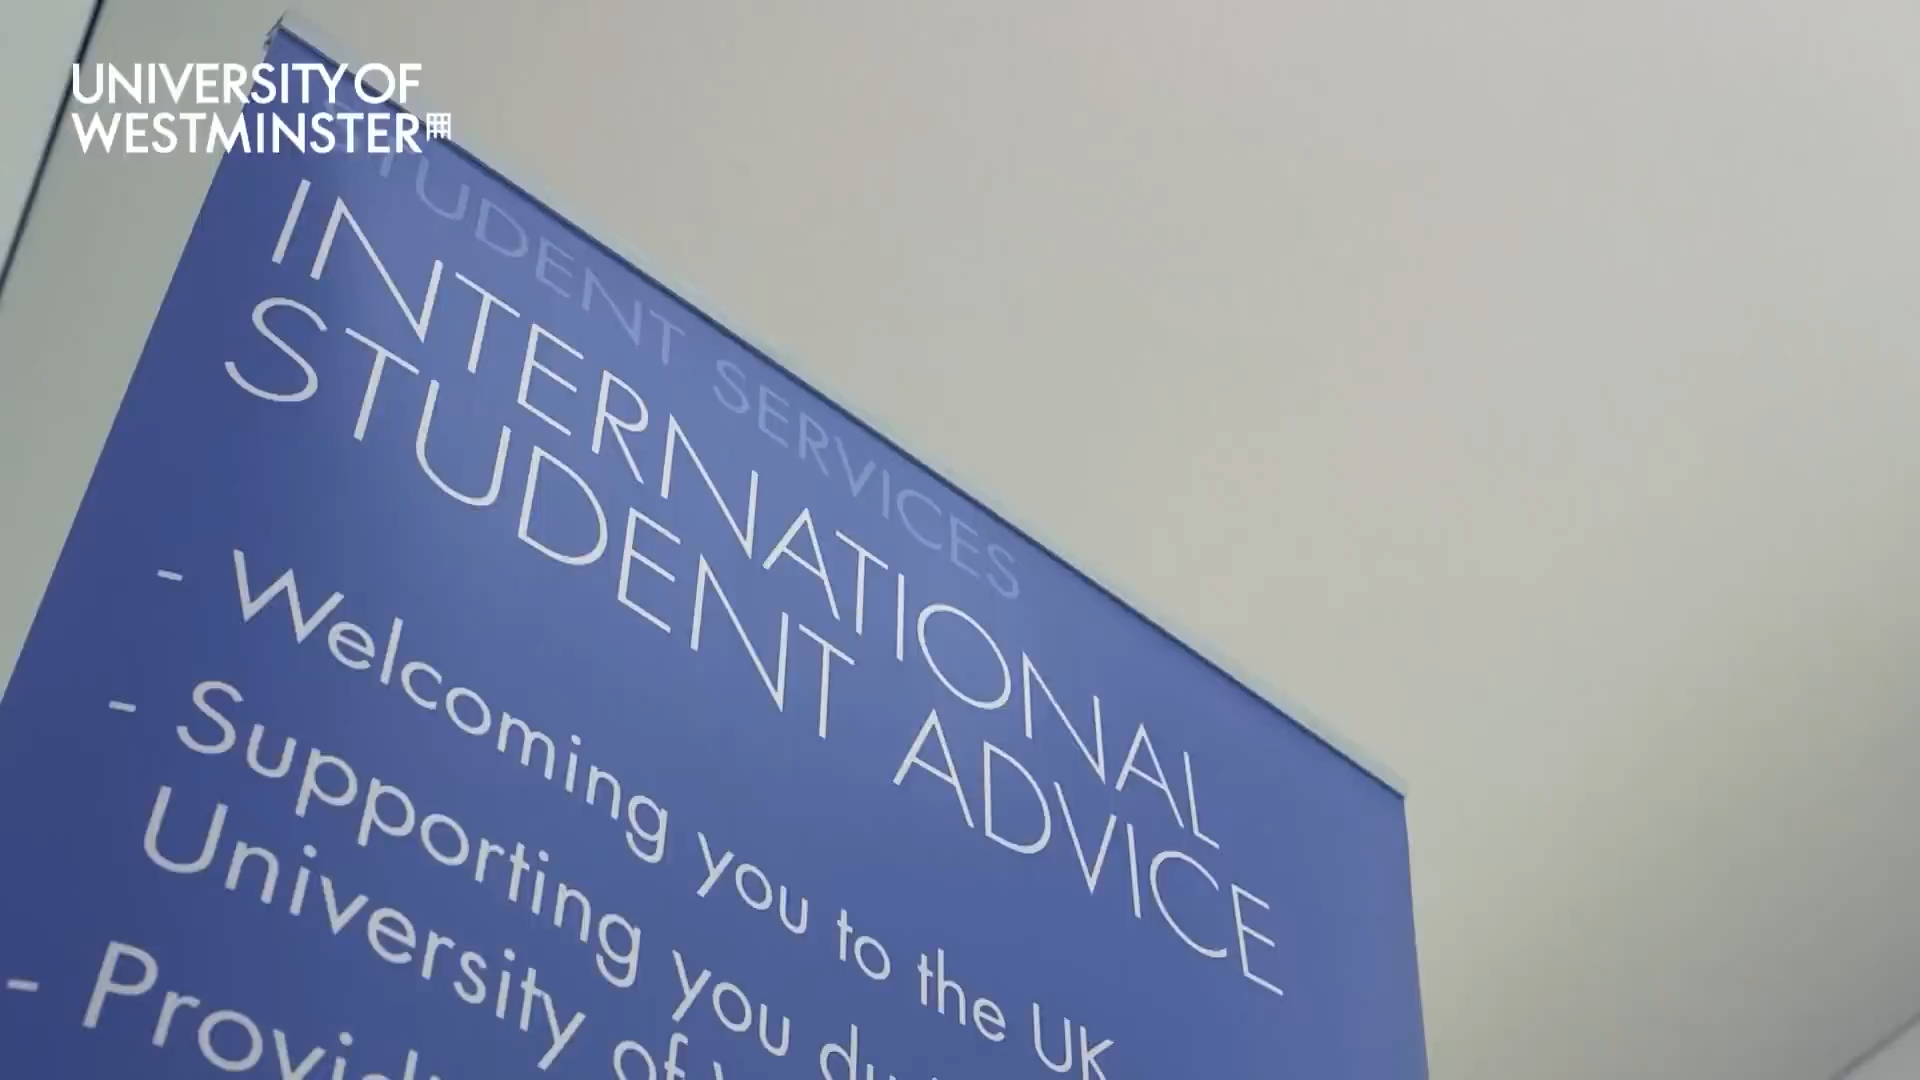 UNIVERSITY OF
WESTMINSTER
STUDENT SERVICES
INTERNATIONAL
STUDENT ADVICE
- Welcoming you to the UK
- Supporting you
University of
-